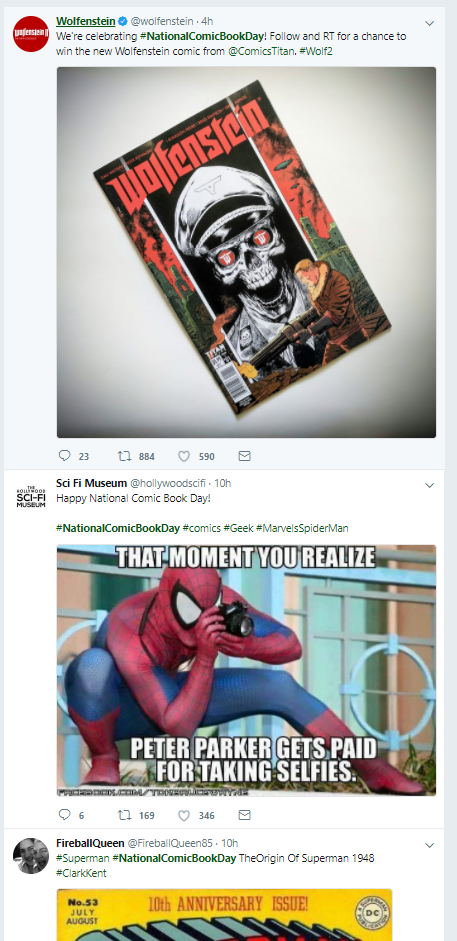 Wolfenstein @wolfenstein · 4h
We're celebrating #NationalComicBookDay! Follow and RT for a chance to
win the new Wolfenstein comic from @ComicsTitan. #Wolf2
wolfenstein II
Wolfenstein
TITAN
23 884 590
THE
HOLLYWOOD
SCI-FI
MUSEUM
Sci Fi Museum @hollywoodscifi · 10h
Happy National Comic Book Day!
#NationalComicBookDay #comics #Geek #MarvelsSpiderMan
THAT MOMENT YOU REALIZE
PETER PARKER GETS PAID
FOR TAKING SELFIES.
6 169 346
FireballQueen @FireballQueen85 · 10h
#Superman #NationalComicBookDay TheOrigin Of Superman 1948
#ClarkKent
No.53
JULY
AUGUST
10th ANNIVERSARY ISSUE!
DC